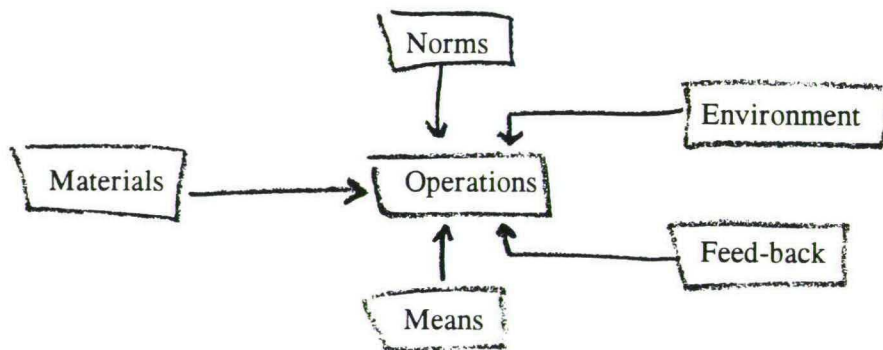 Norms
Environment
Materials
Operations
Feed-back
Means